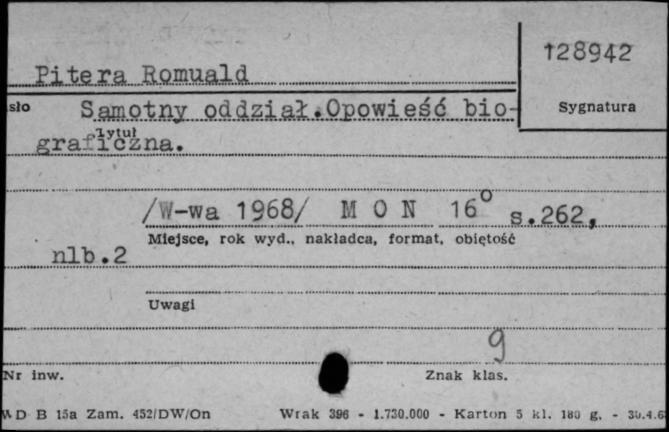 128942
Pitera Romuald
sło
Samotny oddział.Opowieść bio-
Sygnatura
tytuł
graficzna.
/W-wa 1968/ M O N 16° s.262,
Miejsce, rok wyd., nakładca, format, obiętość
nlb.2
Uwagi
9
Nr inw.
Znak klas.
WD B 15a Zam. 452/DW/On Wrak 396 - 1.730.000 - Karton 5 kl. 180 g. - 30.4.6